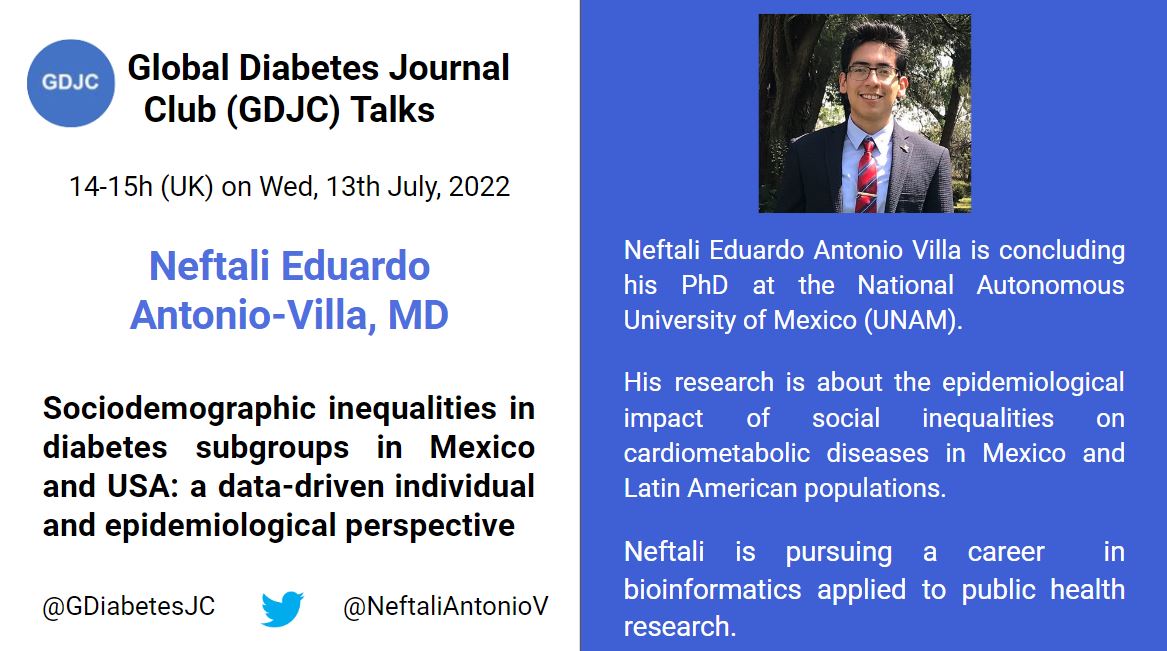 GDJC
Global Diabetes Journal
Club (GDJC) Talks
14-15h (UK) on Wed, 13th July, 2022
Neftali Eduardo
Antonio-Villa, MD
Sociodemographic inequalities in
diabetes subgroups in Mexico
and USA: a data-driven individual
and epidemiological perspective
@GDiabetesJC
@NeftaliAntonioV
Neftali Eduardo Antonio Villa is concluding
his PhD at the National Autonomous
University of Mexico (UNAM).
His research is about the epidemiological
impact of social inequalities on
cardiometabolic diseases in Mexico and
Latin American populations.
Neftali is pursuing a career in
bioinformatics applied to public health
research.